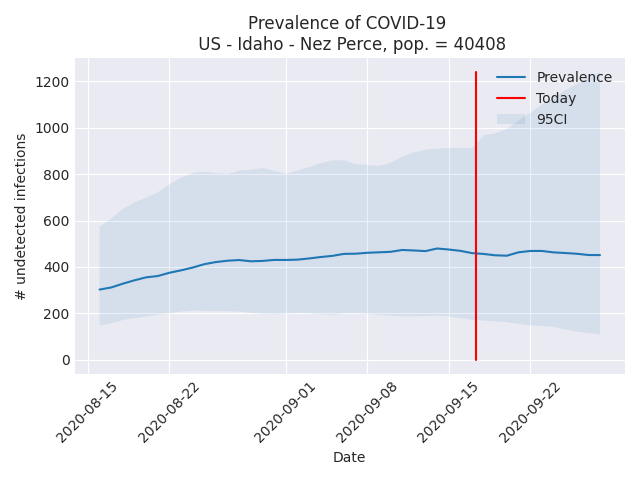 Prevalence of COVID-19
US - Idaho - Nez Perce, pop. = 40408
Prevalence
Today
95CI
1200
1000
800
600
400
200
0
# undetected infections
2020-08-15
2020-08-22
2020-09-01
2020-09-08
2020-09-15
2020-09-22
Date